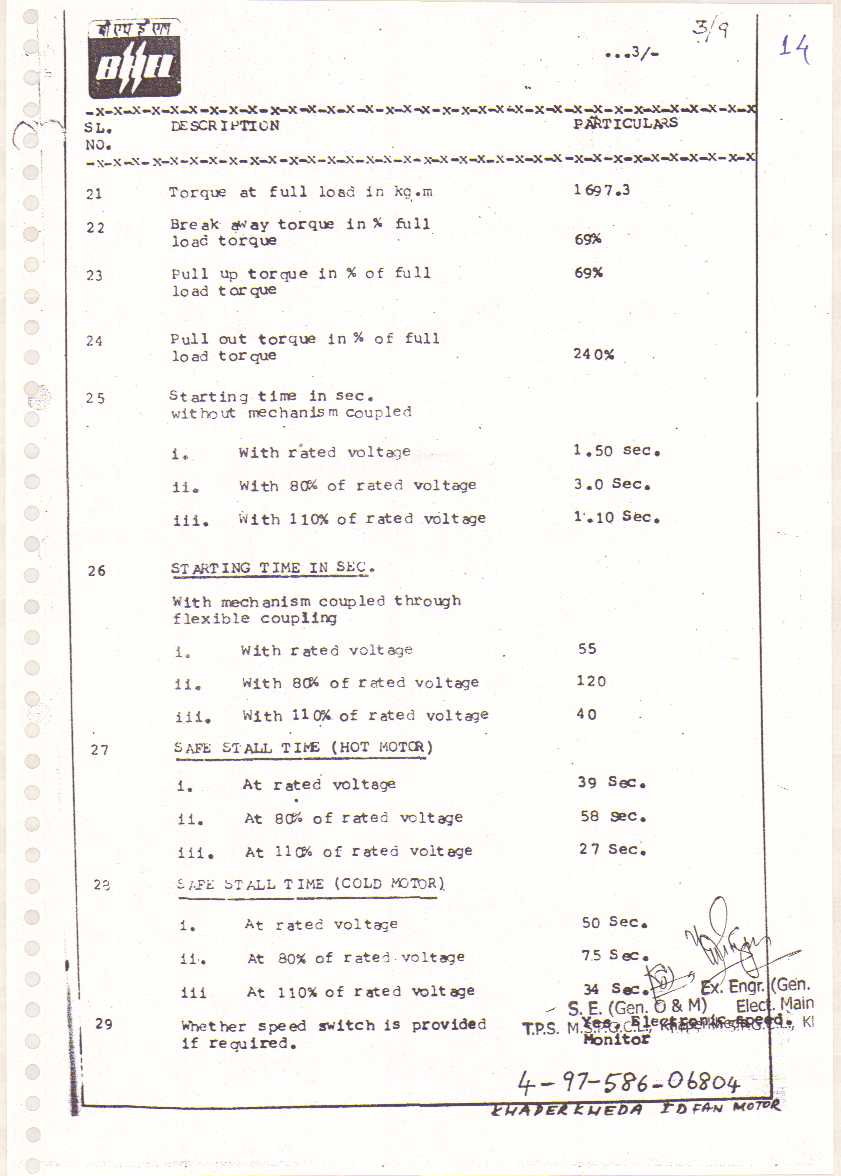 बी एच ई एल
BHEL
3/9
...3/-
14
-x-x-x-x-x-x-x-x-x-x-x-x-x-x-x-x-x-x-x-x-x-x-x-x-x-x-x-x-x-x-x-x-x-x
SL. DESCRIPTION PARTICULARS
NO.
-x-x-x-x-x-x-x-x-x-x-x-x-x-x-x-x-x-x-x-x-x-x-x-x-x-x-x-x-x-x-x-x-x-x
21 Torque at full load in kg.m 1697.3
22 Break away torque in % full
load torque 69%
23 Pull up torque in % of full 69%
load torque
24 Pull out torque in % of full
load torque 240%
25 Starting time in sec.
without mechanism coupled
i. With rated voltage 1.50 sec.
ii. With 80% of rated voltage 3.0 Sec.
iii. With 110% of rated voltage 1.10 Sec.
26 STARTING TIME IN SEC.
With mechanism coupled through
flexible coupling
i. With rated voltage 55
ii. With 80% of rated voltage 120
iii. With 110% of rated voltage 40
27 SAFE STALL TIME (HOT MOTOR)
i. At rated voltage 39 Sec.
ii. At 80% of rated voltage 58 sec.
iii. At 110% of rated voltage 27 Sec.
28 SAFE STALL TIME (COLD MOTOR)
i. At rated voltage 50 Sec.
ii. At 80% of rated voltage 75 Sec.
iii At 110% of rated voltage 34 Sec.
Ex. Engr. (Gen.
S. E. (Gen. O & M) Elect. Main
29 Whether speed switch is provided Yes, Electronic speed.
T.P.S. M.S.P.G.C.L., KI
if required. Monitor
4-97-586-06804
KHAPERKHEDA ID FAN MOTOR